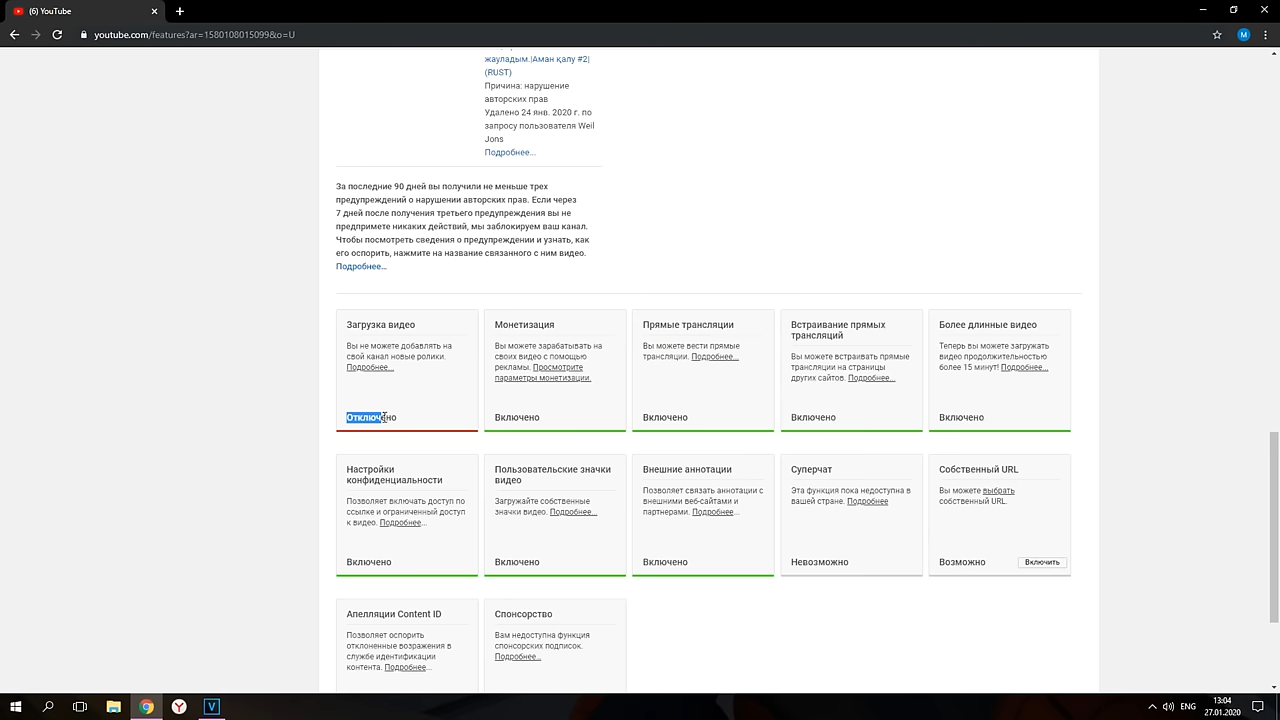 (6) YouTube
youtube.com/features?ar=1580108015099&o=U
M
жауладым.|Аман қалу #2|
(RUST)
Причина: нарушение
авторских прав
Удалено 24 янв. 2020 г. по
запросу пользователя Weil
Jons
Подробнее...
За последние 90 дней вы получили не меньше трех
предупреждений о нарушении авторских прав. Если через
7 дней после получения третьего предупреждения вы не
предпримете никаких действий, мы заблокируем ваш канал.
Чтобы посмотреть сведения о предупреждении и узнать, как
его оспорить, нажмите на название связанного с ним видео.
Подробнее...
Загрузка видео
Вы не можете добавлять на
свой канал новые ролики.
Подробнее...
Отключено
Монетизация
Вы можете зарабатывать на
своих видео с помощью
рекламы. Просмотрите
параметры монетизации.
Включено
Прямые трансляции
Вы можете вести прямые
трансляции. Подробнее...
Включено
Встраивание прямых
трансляций
Вы можете встраивать прямые
трансляции на страницы
других сайтов. Подробнее...
Включено
Более длинные видео
Теперь вы можете загружать
видео продолжительностью
более 15 минут! Подробнее...
Включено
Настройки
конфиденциальности
Позволяет включать доступ по
ссылке и ограниченный доступ
к видео. Подробнее...
Включено
Пользовательские значки
видео
Загружайте собственные
значки видео. Подробнее...
Включено
Внешние аннотации
Позволяет связать аннотации с
внешними веб-сайтами и
партнерами. Подробнее...
Включено
Суперчат
Эта функция пока недоступна в
вашей стране. Подробнее
Невозможно
Собственный URL
Вы можете выбрать
собственный URL.
Возможно
Включить
Апелляции Content ID
Позволяет оспорить
отклоненные возражения в
службе идентификации
контента. Подробнее...
Спонсорство
Вам недоступна функция
спонсорских подписок.
Подробнее...
ENG
13:04
27.01.2020